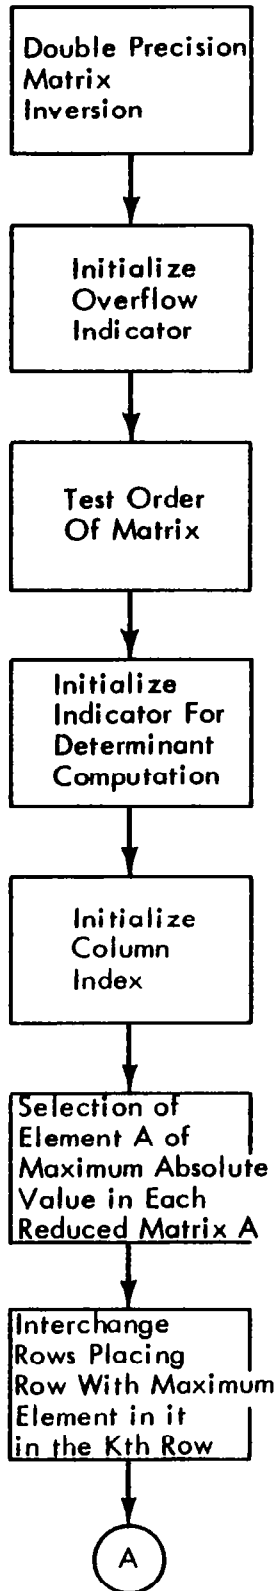 Double Precision
Matrix
Inversion
Initialize
Overflow
Indicator
Test Order
Of Matrix
Initialize
Indicator For
Determinant
Computation
Initialize
Column
Index
Selection of
Element A of
Maximum Absolute
Value in Each
Reduced Matrix A
Interchange
Rows Placing
Row With Maximum
Element in it
in the Kth Row
A